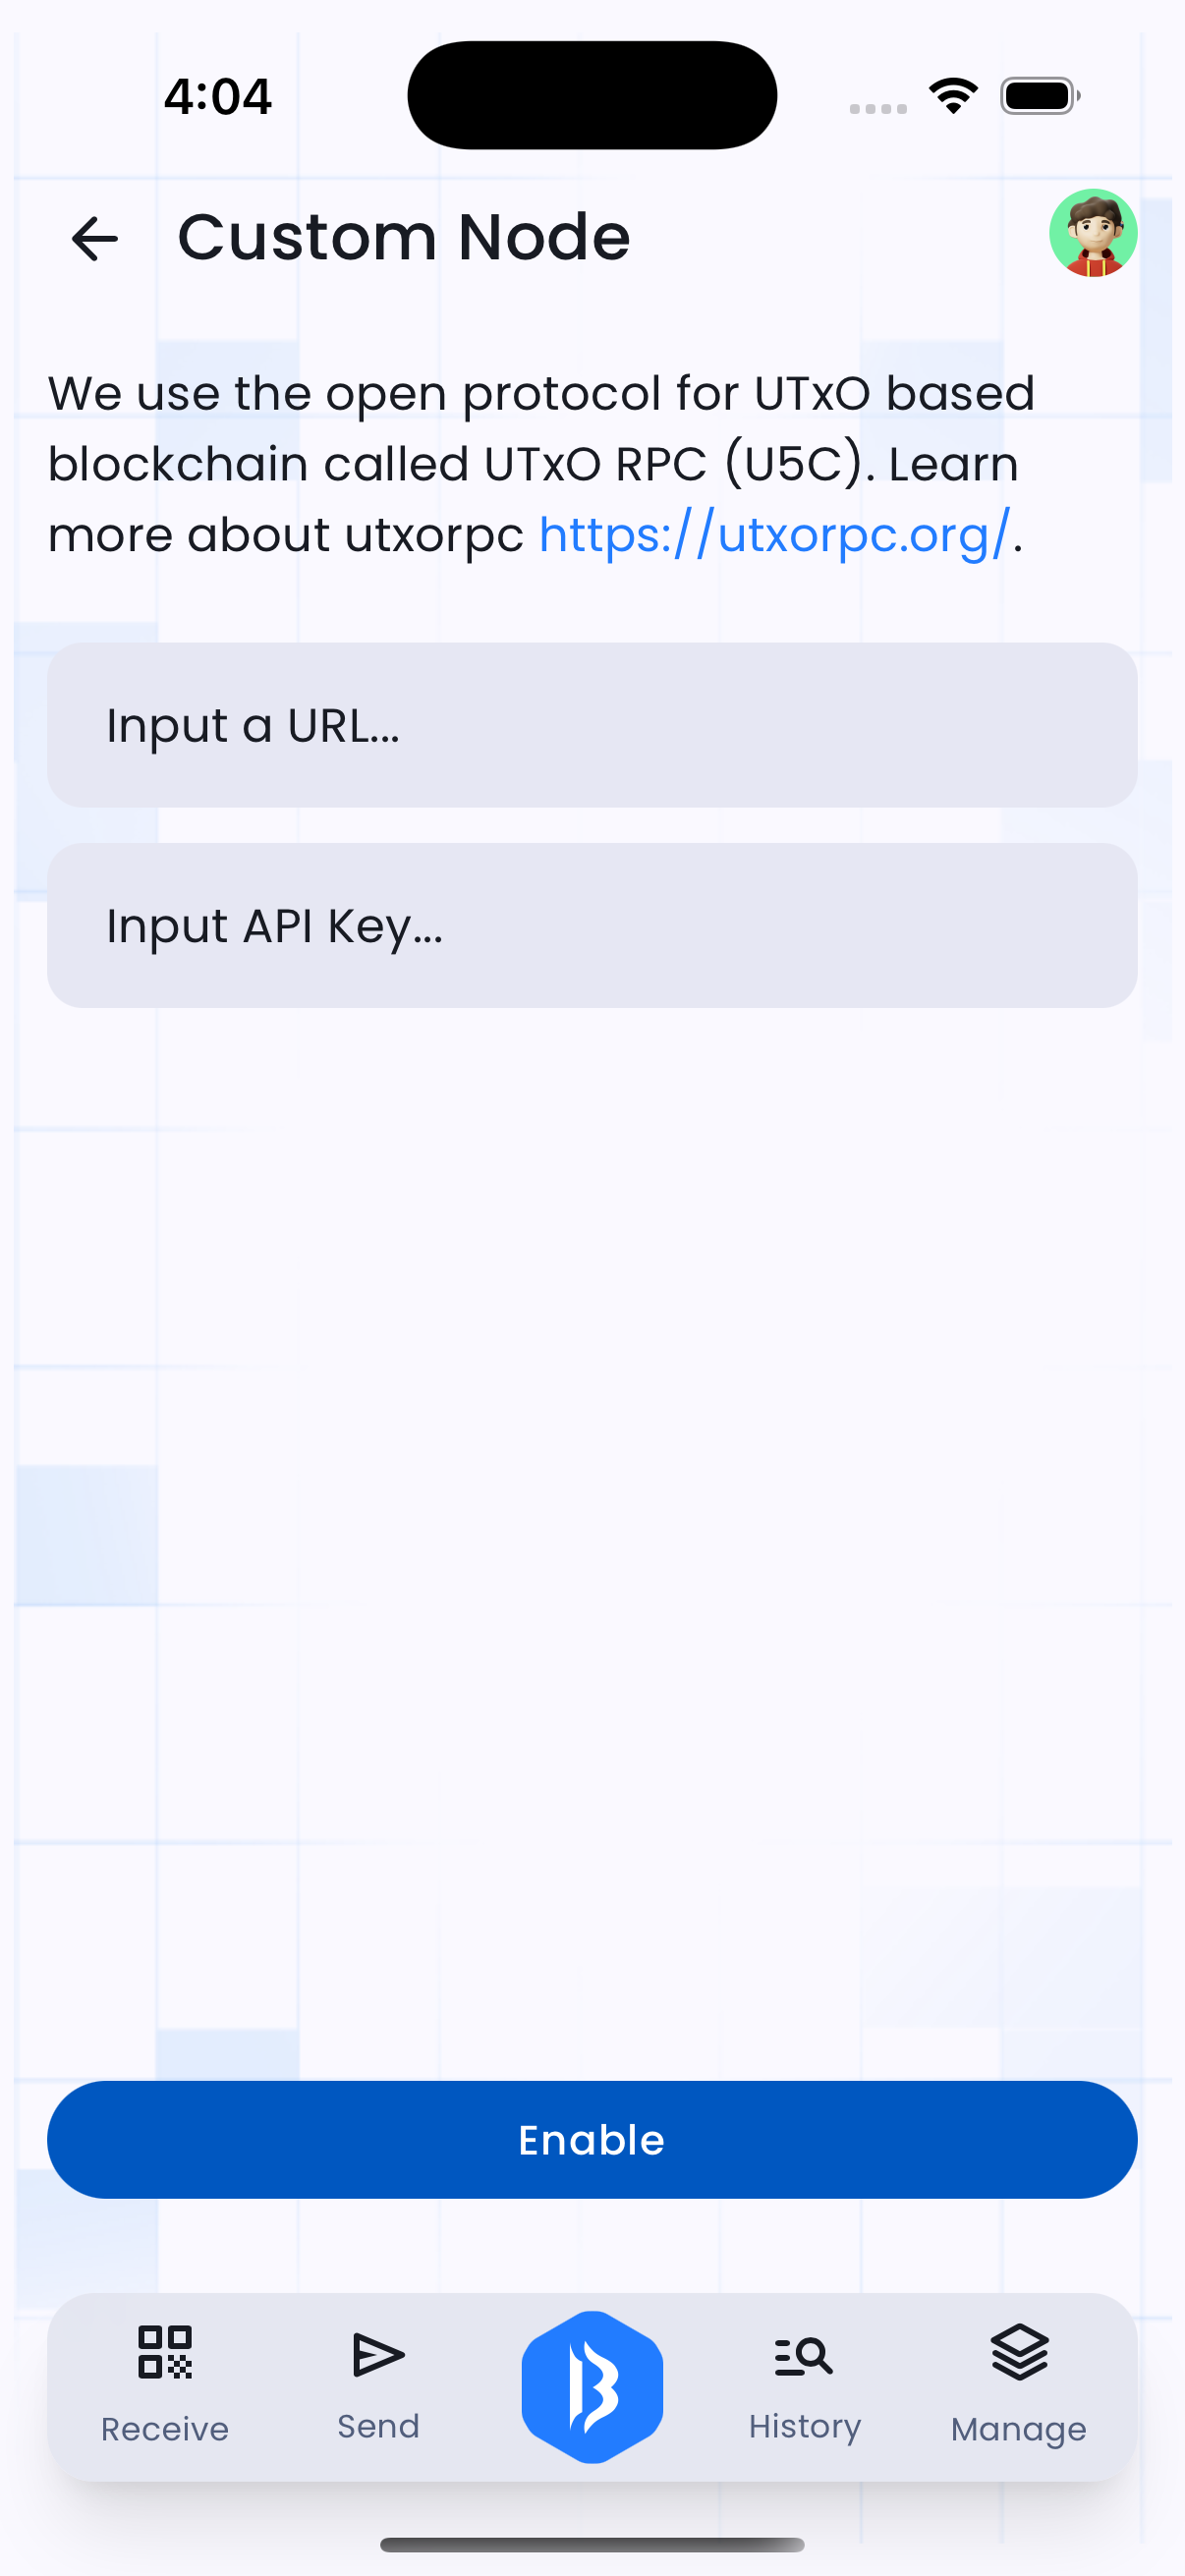 4:04
Custom Node
We use the open protocol for UTxO based
blockchain called UTxO RPC (U5C). Learn
more about utxorpc https://utxorpc.org/.
Input a URL...
Input API Key...
Enable
Receive
Send
History
Manage